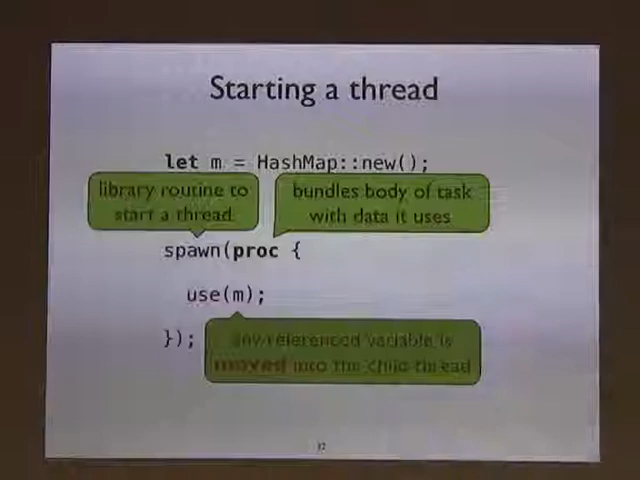 Starting a thread
let m = HashMap::new();
library routine to
start a thread
bundles body of task
with data it uses
spawn(proc {
use(m);
any referenced variable is
moved into the child thread
});